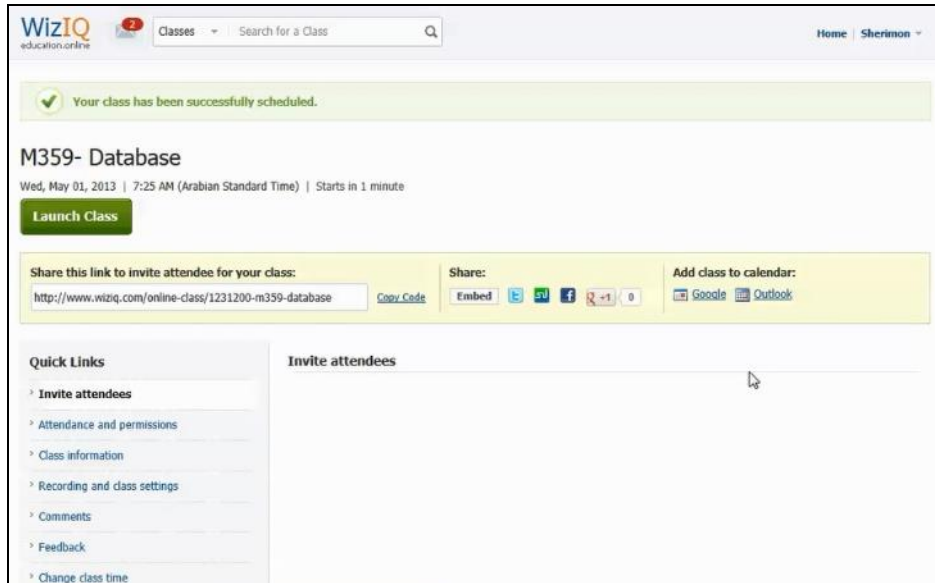 WizIQ
education.online
2
Classes
Search for a Class
Home | Sherimon
Your class has been successfully scheduled.
M359- Database
Wed, May 01, 2013 | 7:25 AM (Arabian Standard Time) | Starts in 1 minute
Launch Class
Share this link to invite attendee for your class:
http://www.wiziq.com/online-class/1231200-m359-database
Copy Code
Share:
Embed
+1
0
Add class to calendar:
Google
Outlook
Quick Links
Invite attendees
Attendance and permissions
Class information
Recording and class settings
Comments
Feedback
Change class time
Invite attendees